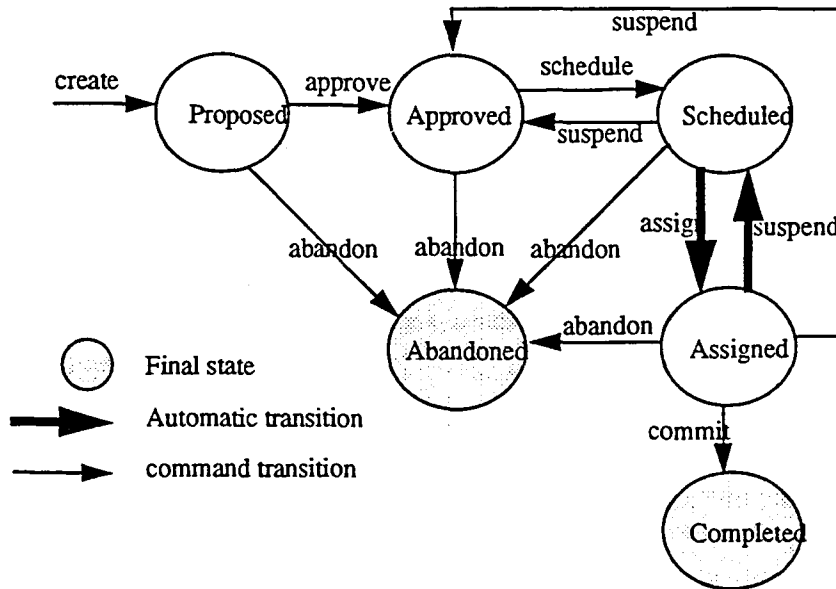 suspend
create
approve
schedule
Proposed
Approved
Scheduled
suspend
assign
suspend
abandon
abandon
abandon
abandon
Abandoned
Assigned
Final state
Automatic transition
commit
command transition
Completed